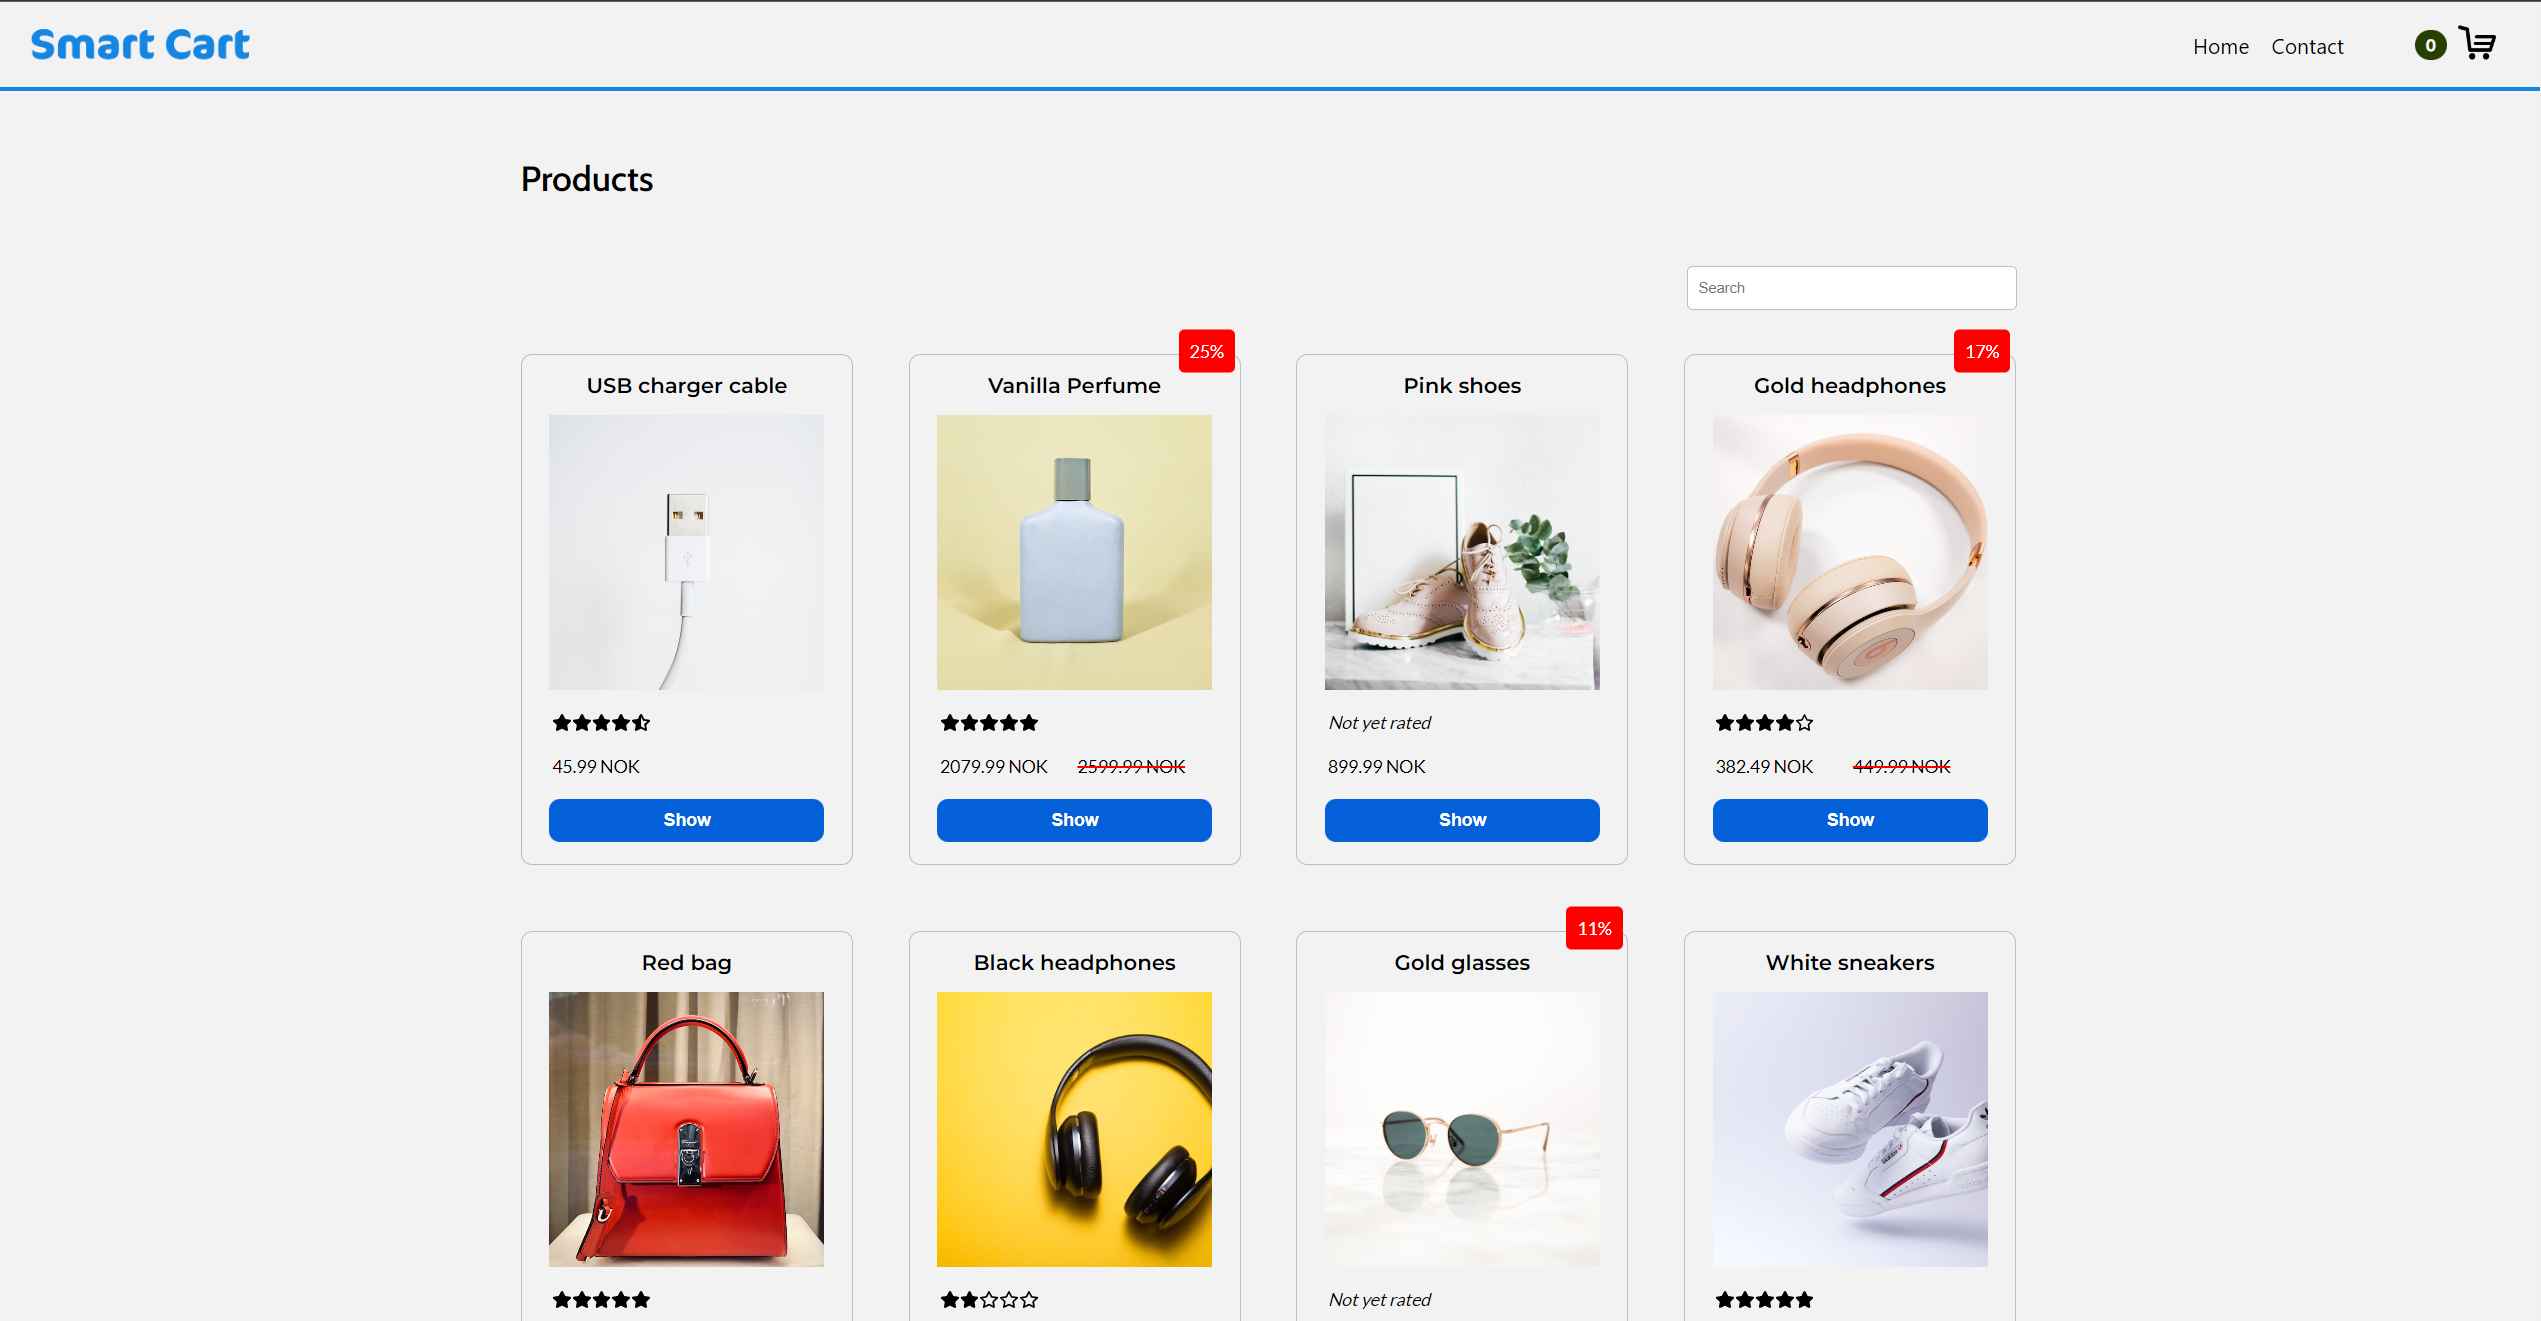 Smart Cart
Home Contact 0
Products
Search
25%
17%
USB charger cable
Vanilla Perfume
Pink shoes
Gold headphones
Not yet rated
45.99 NOK
2079.99 NOK 2599.99 NOK
899.99 NOK
382.49 NOK 449.99 NOK
Show
Show
Show
Show
11%
Red bag
Black headphones
Gold glasses
White sneakers
Not yet rated